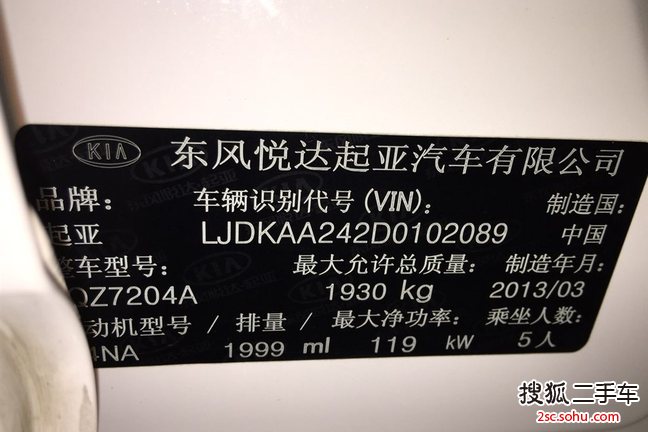 KIA 东风悦达起亚汽车有限公司
品牌： 车辆识别代号(VIN)： 制造国：
起亚 LJDKAA242D0102089 中国
整车型号： 最大允许总质量： 制造年月：
QZ7204A 1930 kg 2013/03
动机型号 / 排量 / 最大净功率： 乘坐人数：
4NA 1999 ml 119 kW 5人
搜狐二手车
2sc.sohu.com